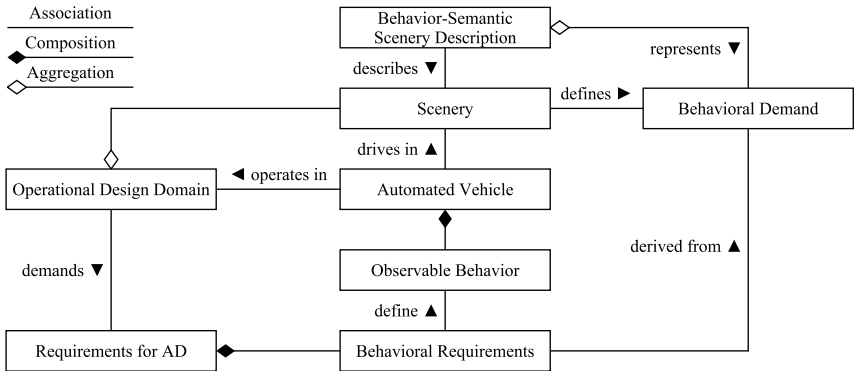 Association
Composition
Aggregation
Behavior-Semantic
Scenery Description
represents
describes
Scenery
defines
Behavioral Demand
drives in
Operational Design Domain
operates in
Automated Vehicle
demands
Observable Behavior
derived from
define
Requirements for AD
Behavioral Requirements